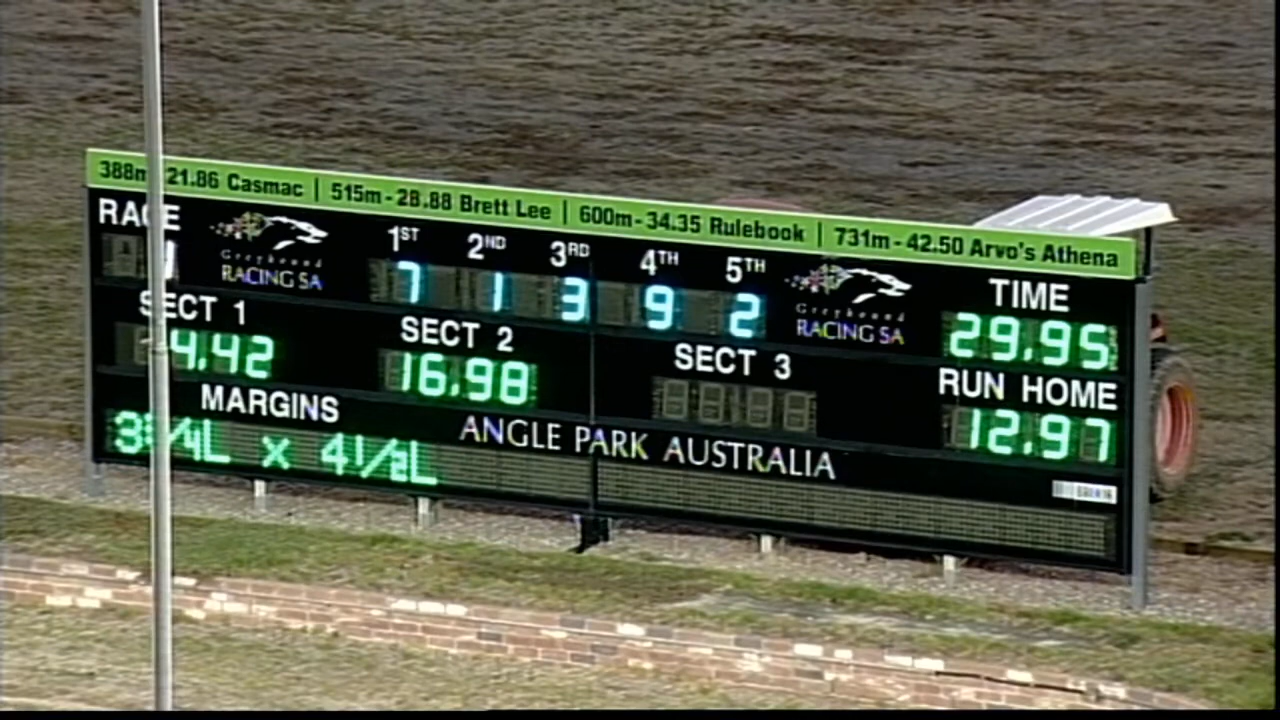 388m 21.86 Casmac | 515m - 28.88 Brett Lee | 600m - 34.35 Rulebook | 731m - 42.50 Arvo's Athena
RACE
Greyhound
RACING SA
1ST 2ND 3RD 4TH 5TH
7 1 3 9 2
Greyhound
RACING SA
TIME
29.95
SECT 1
4.42
SECT 2
16.98
SECT 3
RUN HOME
12.97
MARGINS
3¾L x 4½L
ANGLE PARK AUSTRALIA